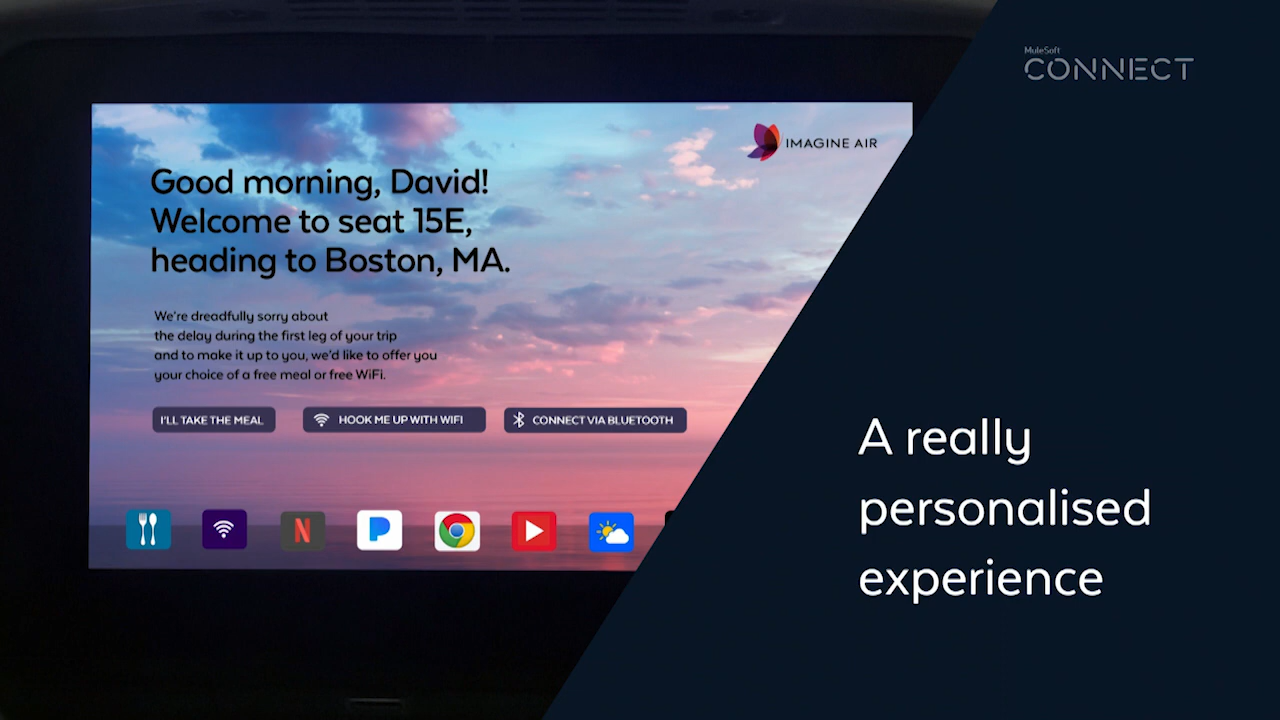 MuleSoft
CONNECT
IMAGINE AIR
Good morning, David!
Welcome to seat 15E,
heading to Boston, MA.
We're dreadfully sorry about
the delay during the first leg of your trip
and to make it up to you, we'd like to offer you
your choice of a free meal or free WiFi.
I'LL TAKE THE MEAL
HOOK ME UP WITH WIFI
CONNECT VIA BLUETOOTH
N
P
A really
personalised
experience